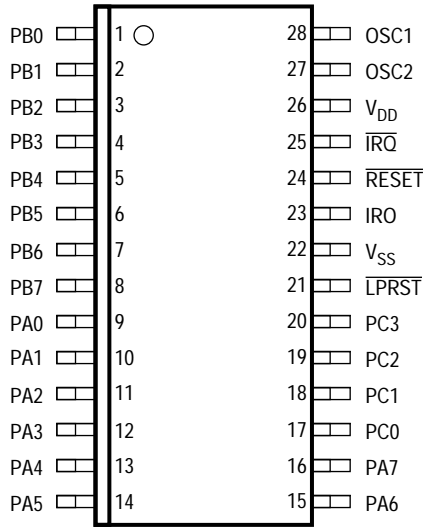 PB0 1 28 OSC1
PB1 2 27 OSC2
PB2 3 26 VDD
PB3 4 25 IRQ
PB4 5 24 RESET
PB5 6 23 IRO
PB6 7 22 VSS
PB7 8 21 LPRST
PA0 9 20 PC3
PA1 10 19 PC2
PA2 11 18 PC1
PA3 12 17 PC0
PA4 13 16 PA7
PA5 14 15 PA6